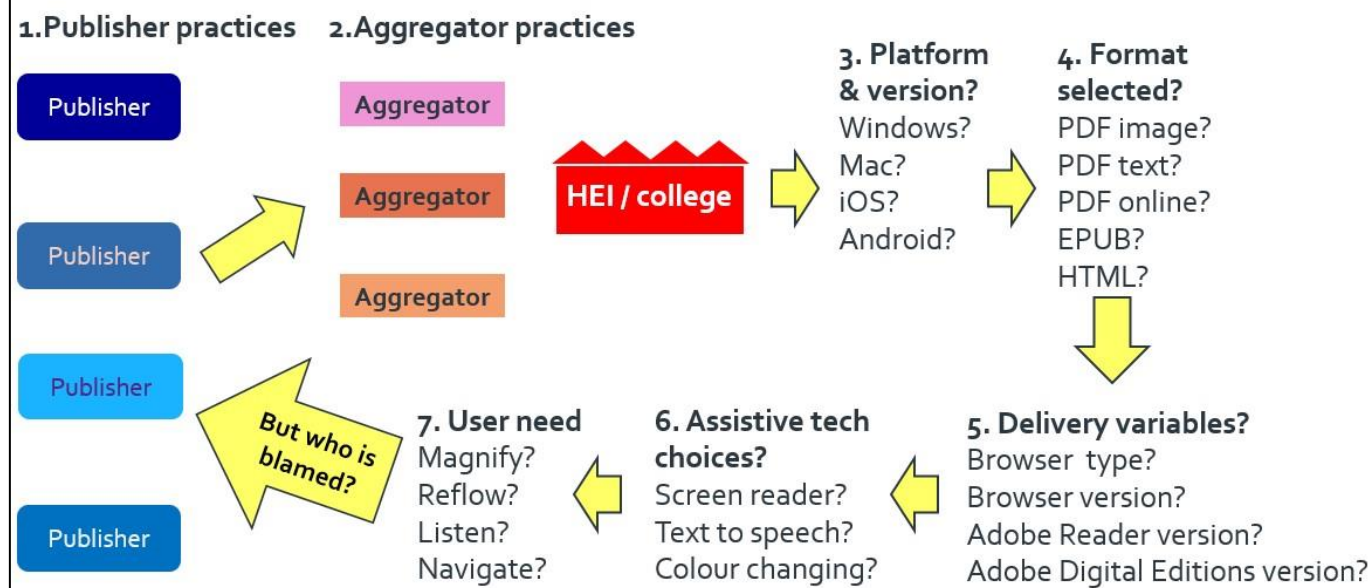 1.Publisher practices
Publisher
Publisher
Publisher
Publisher
2.Aggregator practices
Aggregator
Aggregator
Aggregator
HEI / college
3. Platform
& version?
Windows?
Mac?
iOS?
Android?
4. Format
selected?
PDF image?
PDF text?
PDF online?
EPUB?
HTML?
5. Delivery variables?
Browser type?
Browser version?
Adobe Reader version?
Adobe Digital Editions version?
6. Assistive tech
choices?
Screen reader?
Text to speech?
Colour changing?
7. User need
Magnify?
Reflow?
Listen?
Navigate?
But who is
blamed?